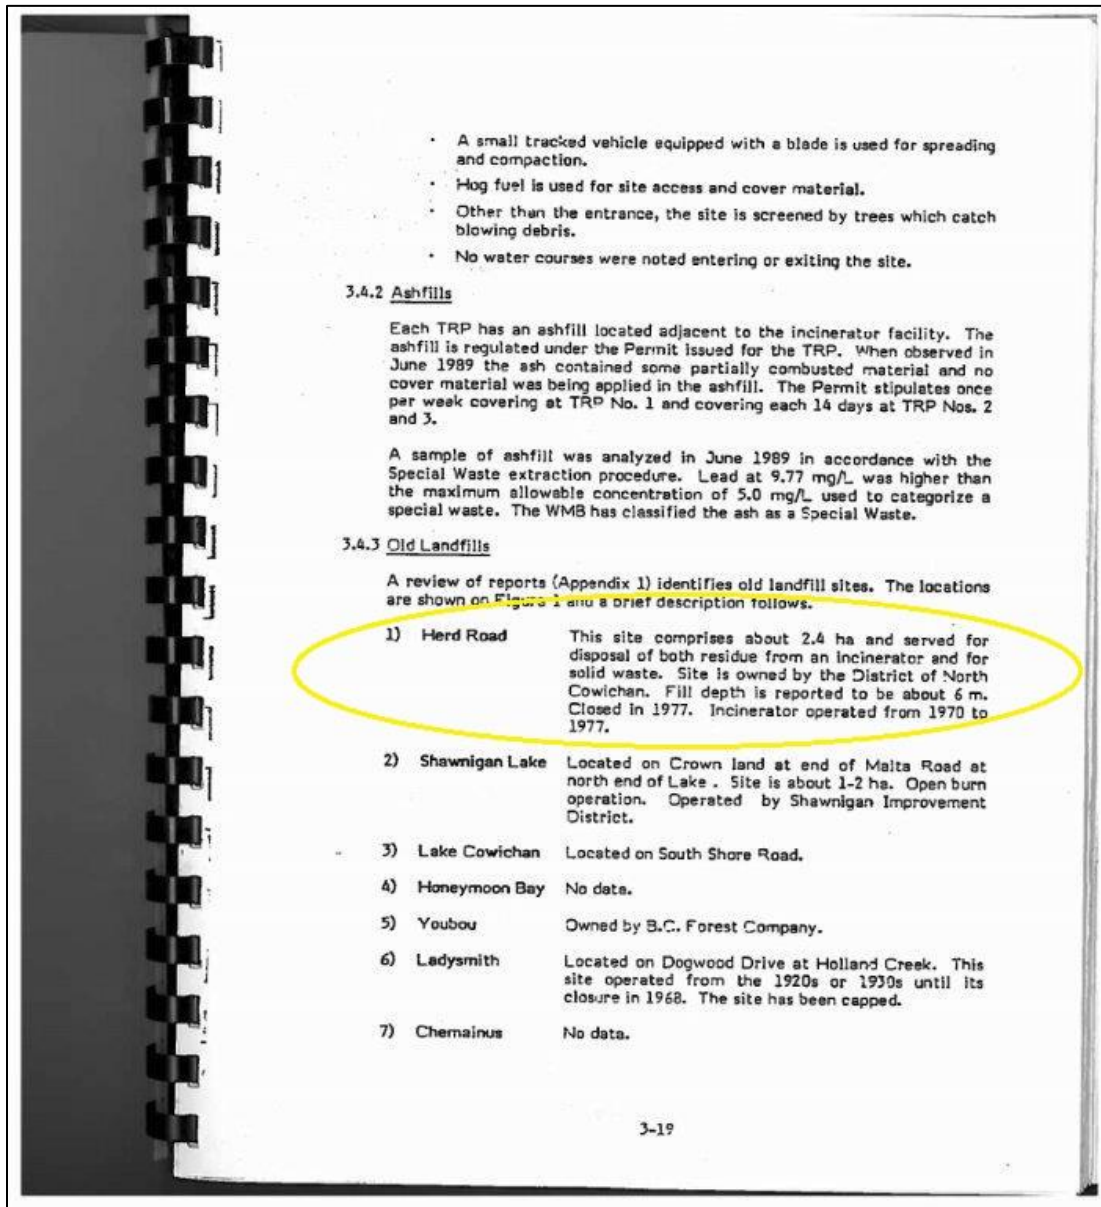 · A small tracked vehicle equipped with a blade is used for spreading
and compaction.
· Hog fuel is used for site access and cover material.
· Other than the entrance, the site is screened by trees which catch
blowing debris.
· No water courses were noted entering or exiting the site.
3.4.2 Ashfills
Each TRP has an ashfill located adjacent to the incinerator facility. The
ashfill is regulated under the Permit issued for the TRP. When observed in
June 1989 the ash contained some partially combusted material and no
cover material was being applied in the ashfill. The Permit stipulates once
per week covering at TRP No. 1 and covering each 14 days at TRP Nos. 2
and 3.
A sample of ashfill was analyzed in June 1989 in accordance with the
Special Waste extraction procedure. Lead at 9.77 mg/L was higher than
the maximum allowable concentration of 5.0 mg/L used to categorize a
special waste. The WMB has classified the ash as a Special Waste.
3.4.3 Old Landfills
A review of reports (Appendix 1) identifies old landfill sites. The locations
are shown on Figure 1 and a brief description follows.
1) Herd Road This site comprises about 2.4 ha and served for
disposal of both residue from an incinerator and for
solid waste. Site is owned by the District of North
Cowichan. Fill depth is reported to be about 6 m.
Closed in 1977. Incinerator operated from 1970 to
1977.
2) Shawnigan Lake Located on Crown land at end of Malta Road at
north end of Lake . Site is about 1-2 ha. Open burn
operation. Operated by Shawnigan Improvement
District.
3) Lake Cowichan Located on South Shore Road.
4) Honeymoon Bay No data.
5) Youbou Owned by B.C. Forest Company.
6) Ladysmith Located on Dogwood Drive at Holland Creek. This
site operated from the 1920s or 1930s until its
closure in 1968. The site has been capped.
7) Chemainus No data.
3-19